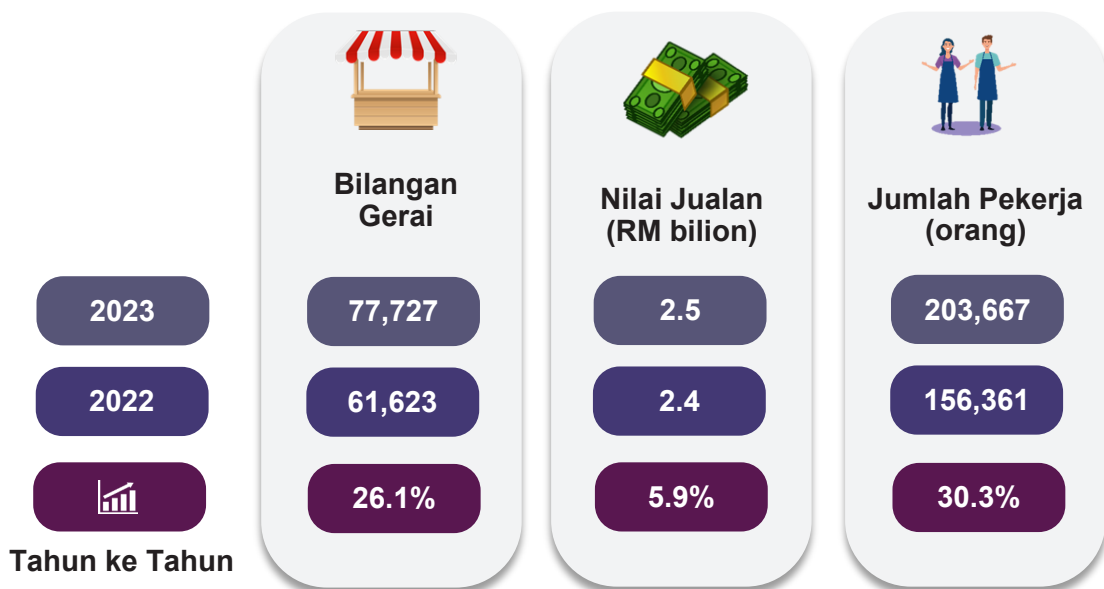 Bilangan
Gerai
Nilai Jualan
(RM bilion)
Jumlah Pekerja
(orang)
2023
77,727
2.5
203,667
2022
61,623
2.4
156,361
26.1%
5.9%
30.3%
Tahun ke Tahun